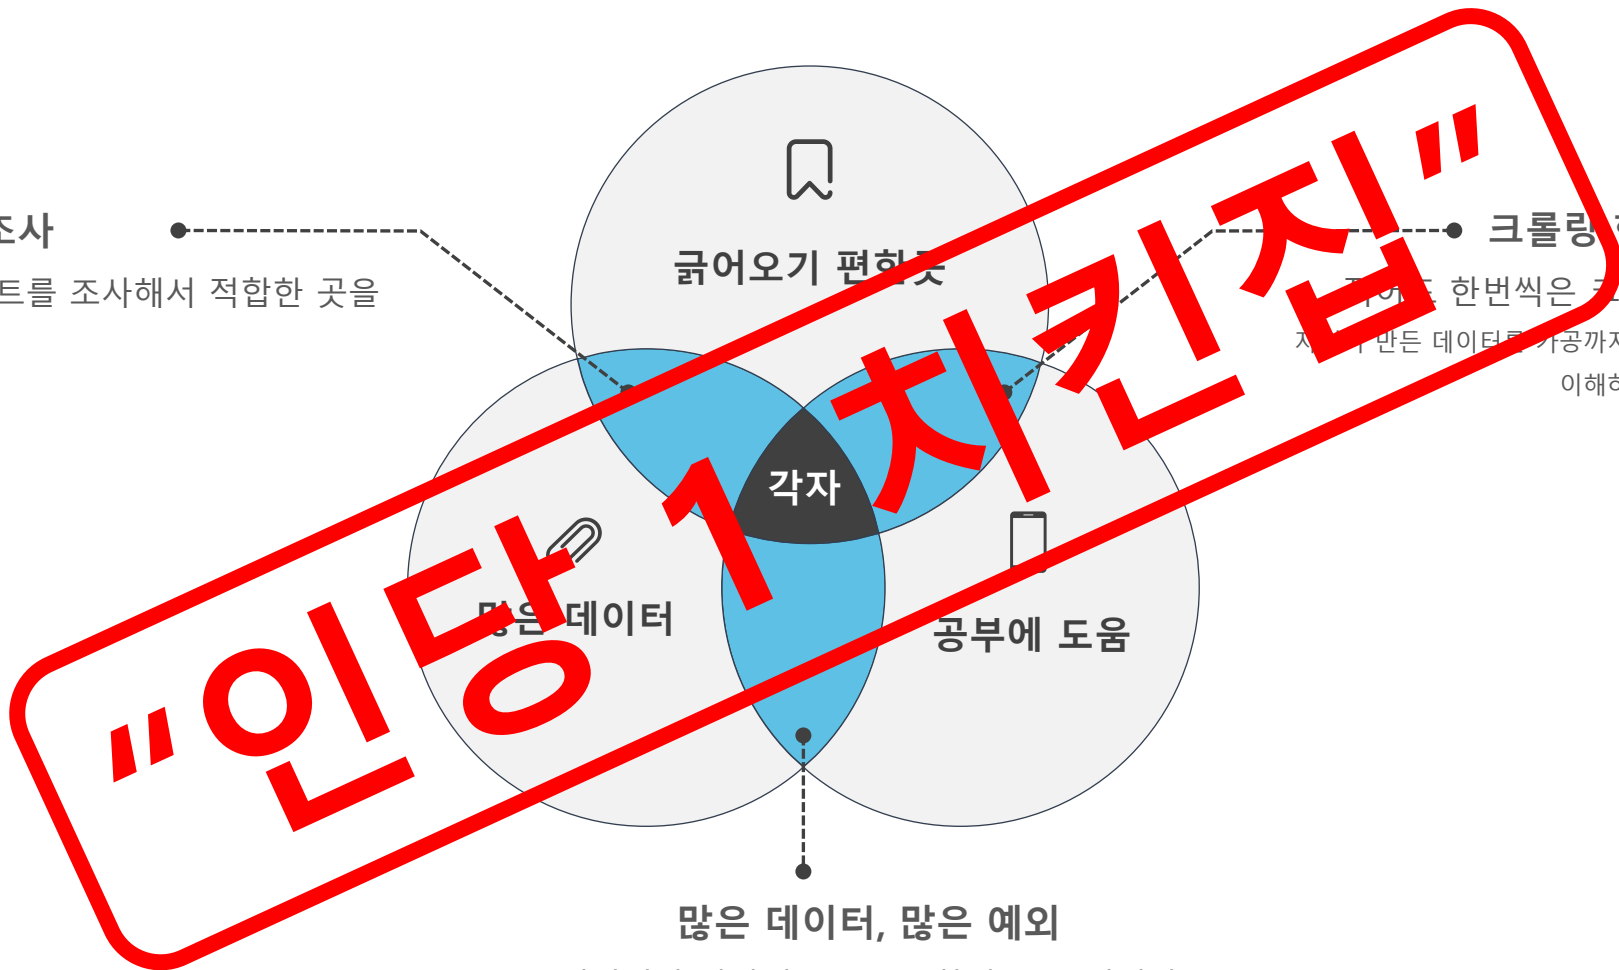 긁어오기 편한곳
조사
트를 조사해서 적합한 곳을
크롤링
한번씩은
만든 데이터를 가공까지
이해하
각자
많은 데이터
공부에 도움
"인당 1 치킨집"
많은 데이터, 많은 예외